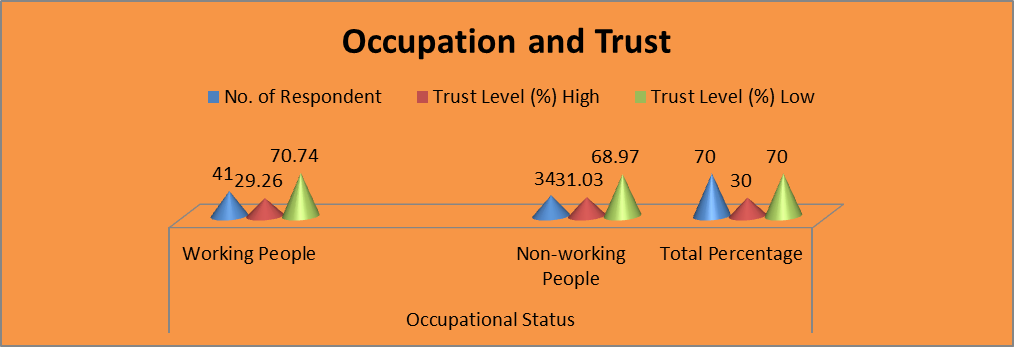 Occupation and Trust
No. of Respondent Trust Level (%) High Trust Level (%) Low
41 29.26 70.74 34 31.03 68.97 70 30 70
Working People Non-working People Total Percentage
Occupational Status